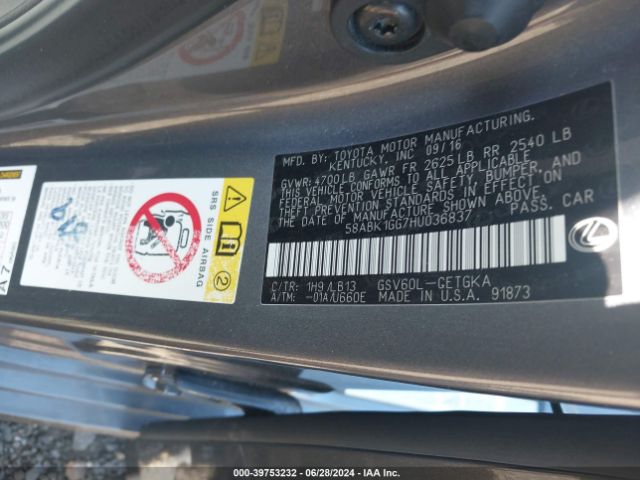 MFD. BY: TOYOTA MOTOR MANUFACTURING,
KENTUCKY, INC 09/16
GVWR: 4700LB GAWR FR 2625LB RR 2540 LB
THIS VEHICLE CONFORMS TO ALL APPLICABLE
FEDERAL MOTOR VEHICLE SAFETY, BUMPER, AND
THEFT PREVENTION STANDARDS IN EFFECT ON
THE DATE OF MANUFACTURE SHOWN ABOVE.
58ABK1GG7HU036837 PASS. CAR
C/TR: 1H9 /LB13 GSV60L-CETGKA
A/TM: -01A/U660E MADE IN U.S.A. 91873
SRS SIDE AIRBAG
2
A7
000-39753232 - 06/28/2024 - IAA Inc.